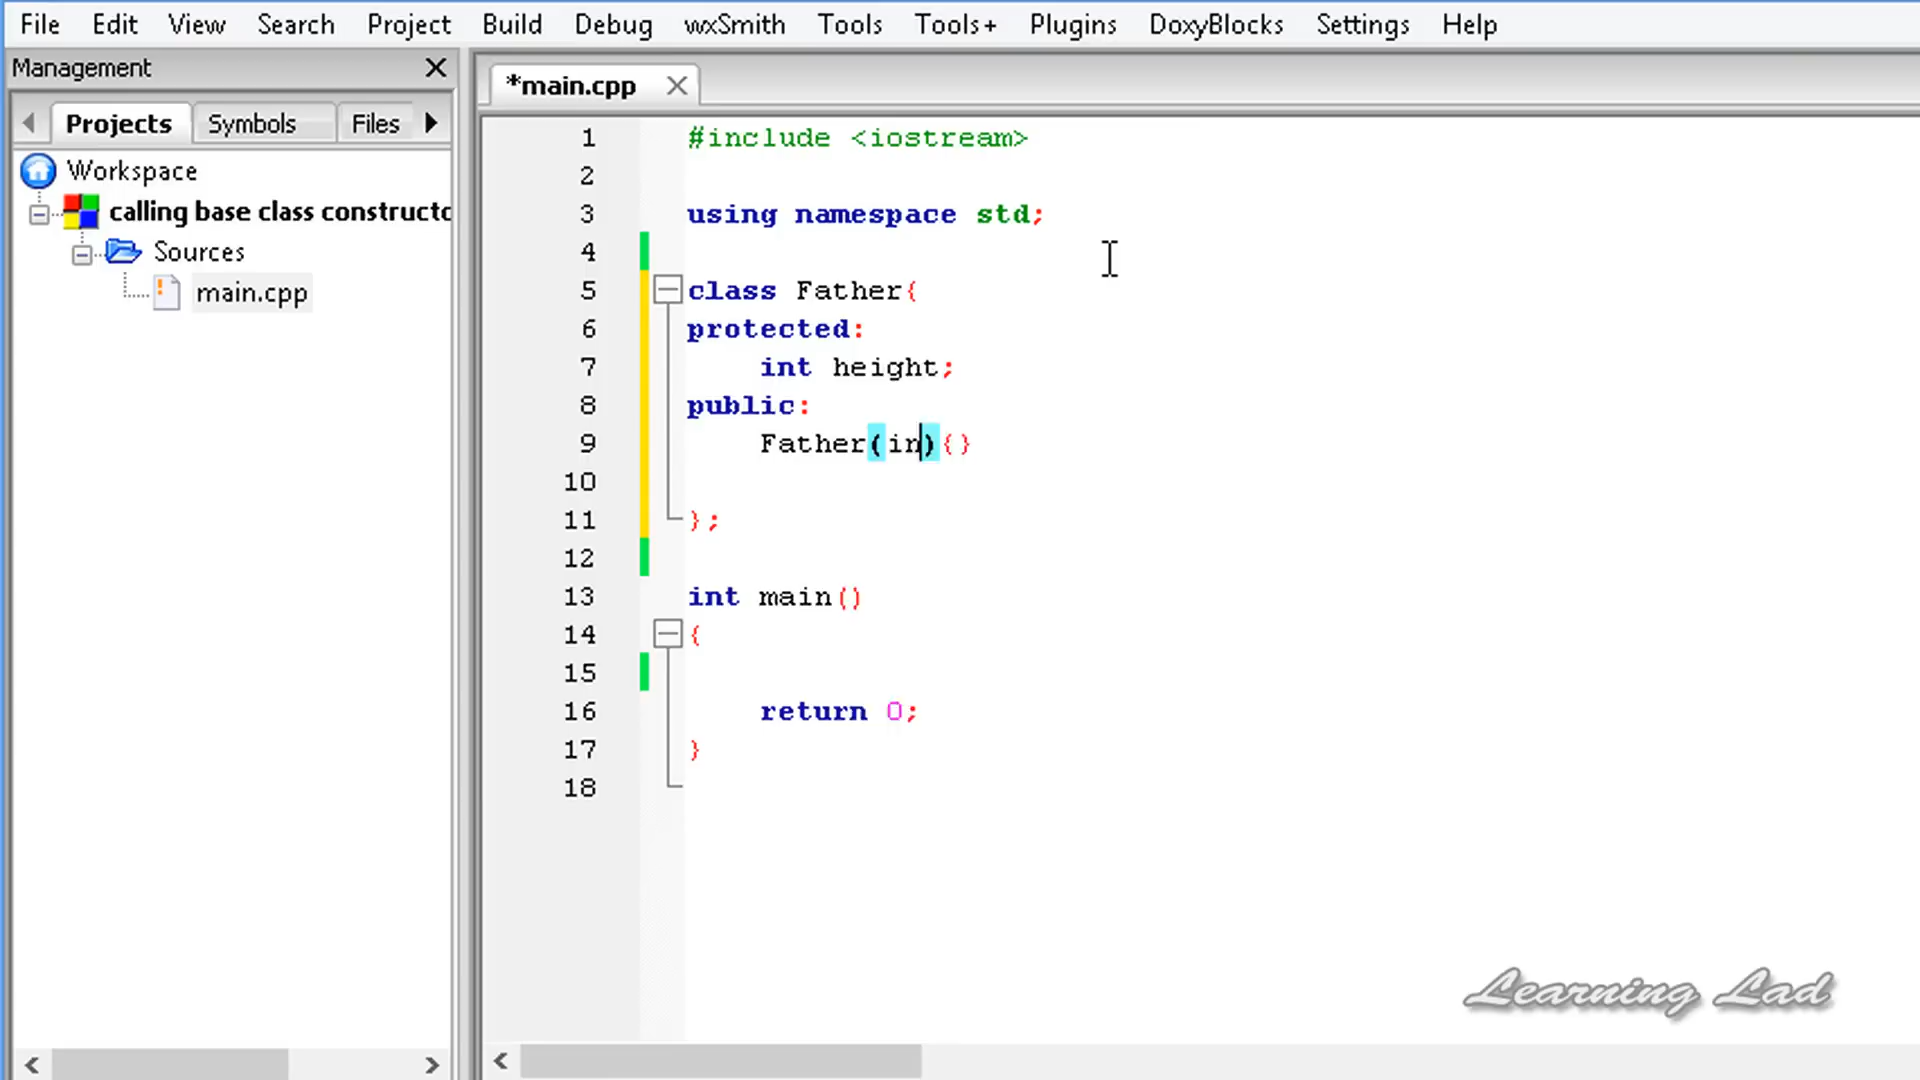 File Edit View Search Project Build Debug wxSmith Tools Tools+ Plugins DoxyBlocks Settings Help
Management
*main.cpp
Projects Symbols Files
Workspace
calling base class constructo
Sources
main.cpp
1 #include <iostream>
2
3 using namespace std;
4
5 class Father{
6 protected:
7 int height;
8 public:
9 Father(in){}
10
11 };
12
13 int main()
14 {
15
16 return 0;
17 }
18
Learning Lad